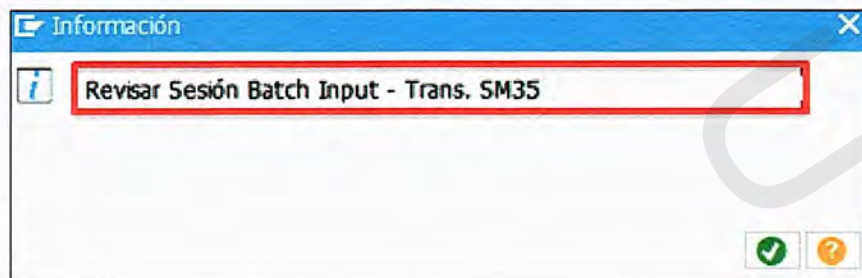 Información
Revisar Sesión Batch Input - Trans. SM35